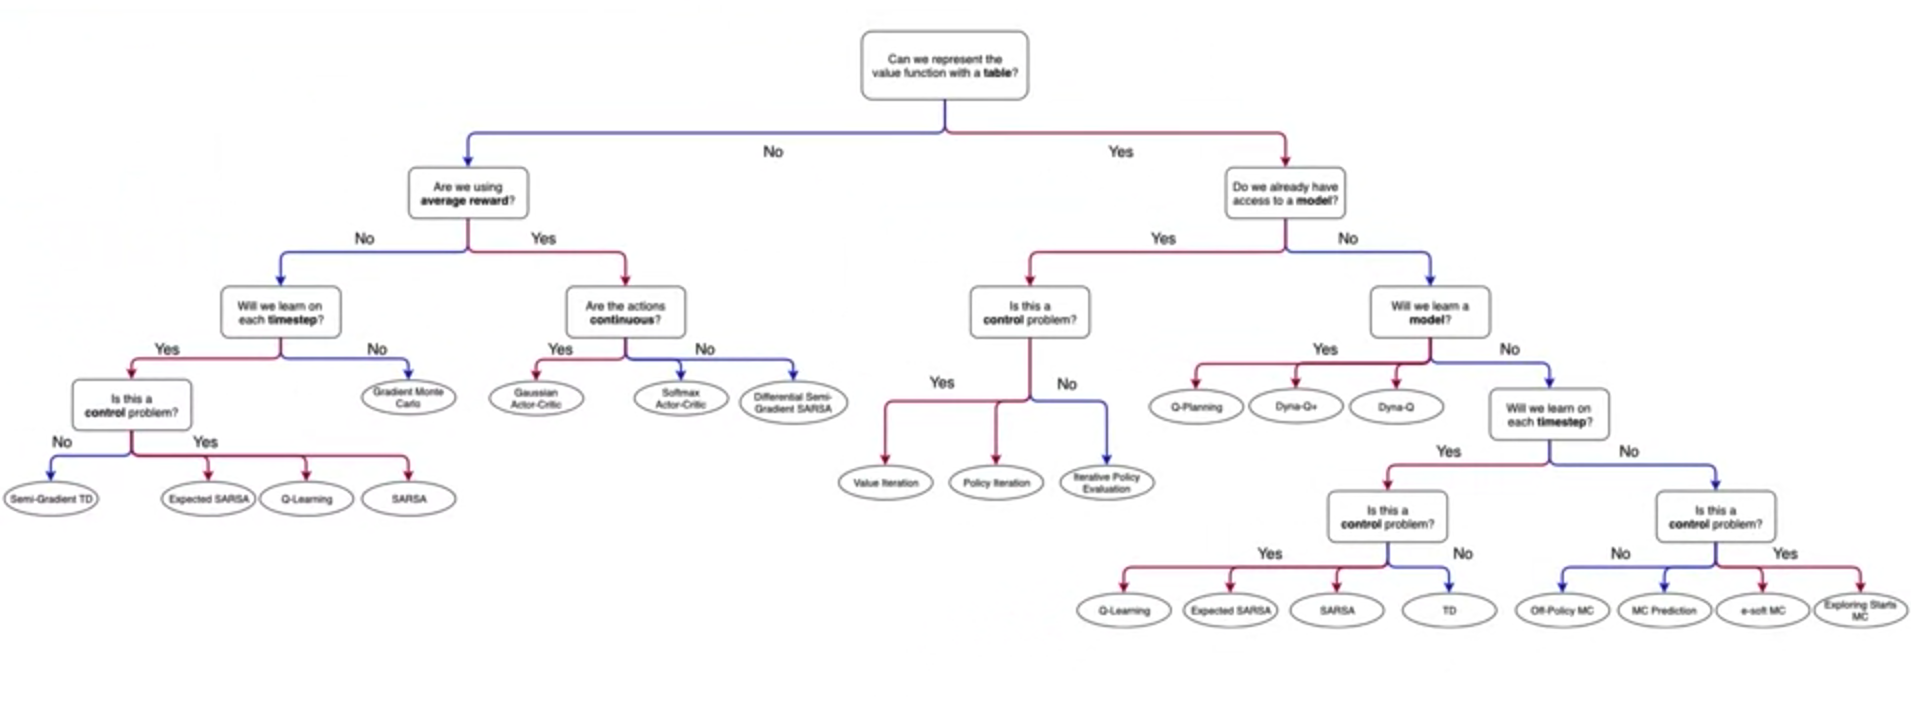 Can we represent the
value function with a table?
No
Yes
Are we using
average reward?
Do we already have
access to a model?
No
Yes
Yes
No
Will we learn on
each timestep?
Are the actions
continuous?
Is this a
control problem?
Will we learn a
model?
Yes
No
Yes
No
Yes
No
Yes
No
Is this a
control problem?
Gradient Monte
Carlo
Gaussian
Actor-Critic
Softmax
Actor-Critic
Differential Semi-
Gradient SARSA
Q-Planning
Dyna-Q+
Dyna-Q
Will we learn on
each timestep?
No
Yes
Yes
No
Semi-Gradient TD
Expected SARSA
Q-Learning
SARSA
Value Iteration
Policy Iteration
Iterative Policy
Evaluation
Is this a
control problem?
Is this a
control problem?
Yes
No
No
Yes
Q-Learning
Expected SARSA
SARSA
TD
Off-Policy MC
MC Prediction
e-soft MC
Exploring Starts
MC